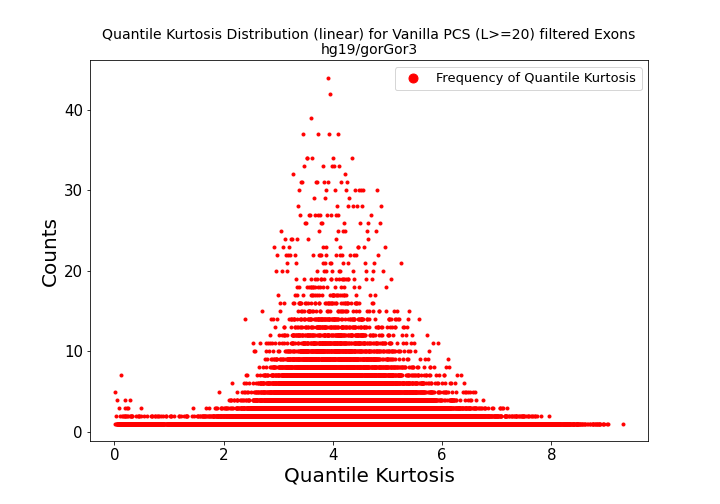 Quantile Kurtosis Distribution (linear) for Vanilla PCS (L>=20) filtered Exons
hg19/gorGor3
Frequency of Quantile Kurtosis
Counts
40
30
20
10
0
0 2 4 6 8
Quantile Kurtosis